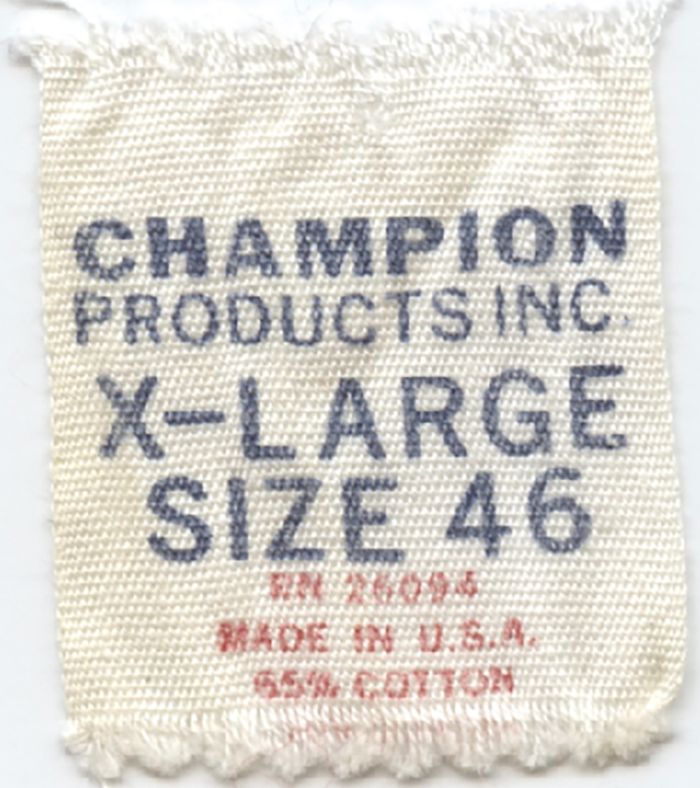 CHAMPION
PRODUCTS INC.
X-LARGE
SIZE 46
RN 26094
MADE IN U.S.A.
65% COTTON